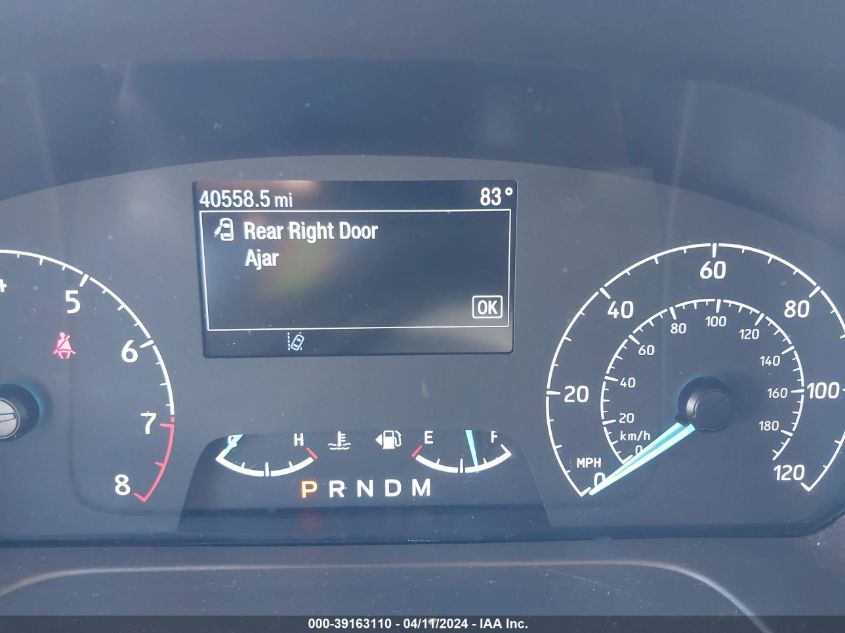 40558.5 mi 83°
Rear Right Door
Ajar
OK
5
6
7
8
H
E F
P R N D M
0 20 40 60 80 100 120
MPH
0 20 40 60 80 100 120 140 160 180
km/h
000-39163110 - 04/11/2024 - IAA Inc.